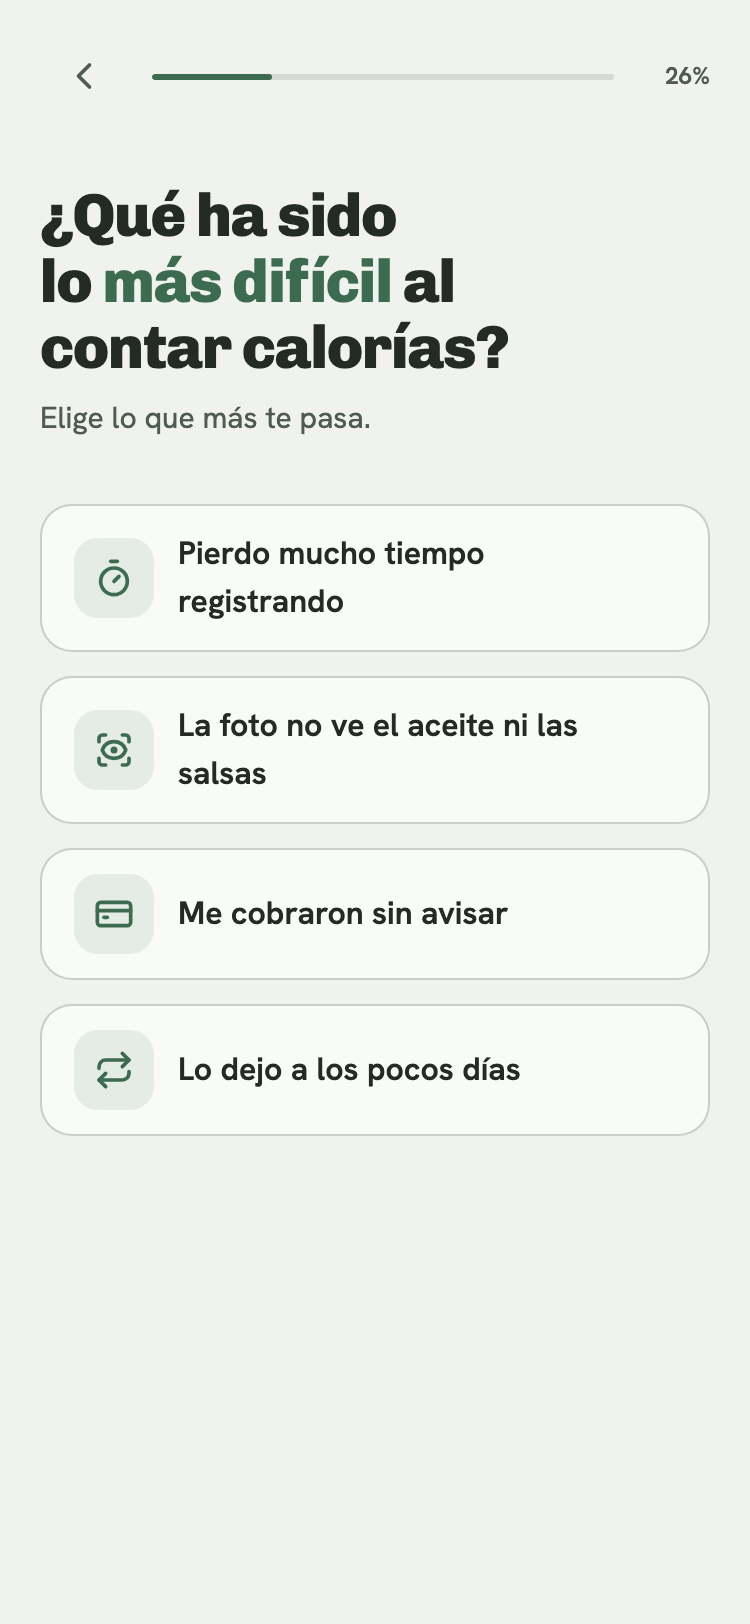 26%
¿Qué ha sido
lo más difícil al
contar calorías?
Elige lo que más te pasa.
Pierdo mucho tiempo
registrando
La foto no ve el aceite ni las
salsas
Me cobraron sin avisar
Lo dejo a los pocos días